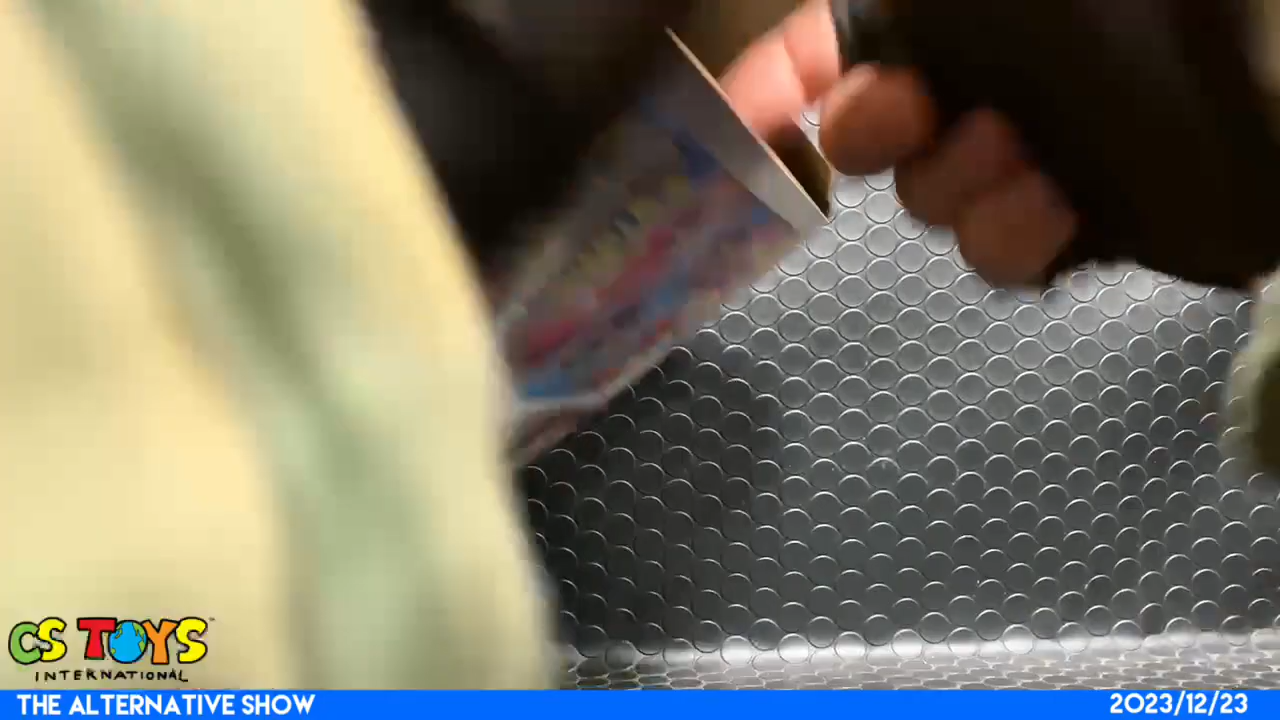 CS TOYS
INTERNATIONAL
THE ALTERNATIVE SHOW
2023/12/23